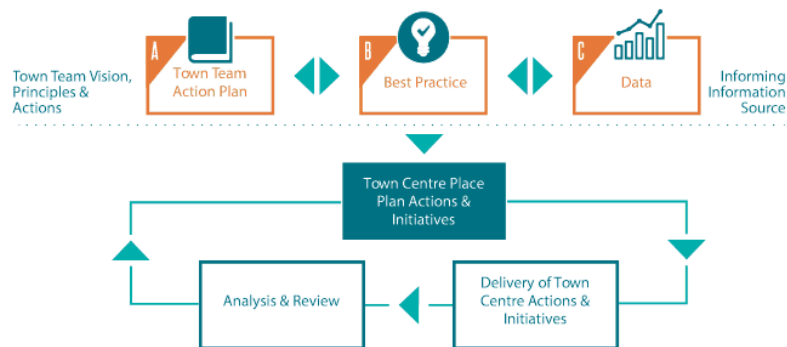 Town Team Vision,
Principles &
Actions
A
Town Team
Action Plan
B
Best Practice
C
Data
Informing
Information
Source
Town Centre Place
Plan Actions &
Initiatives
Analysis & Review
Delivery of Town
Centre Actions &
Initiatives